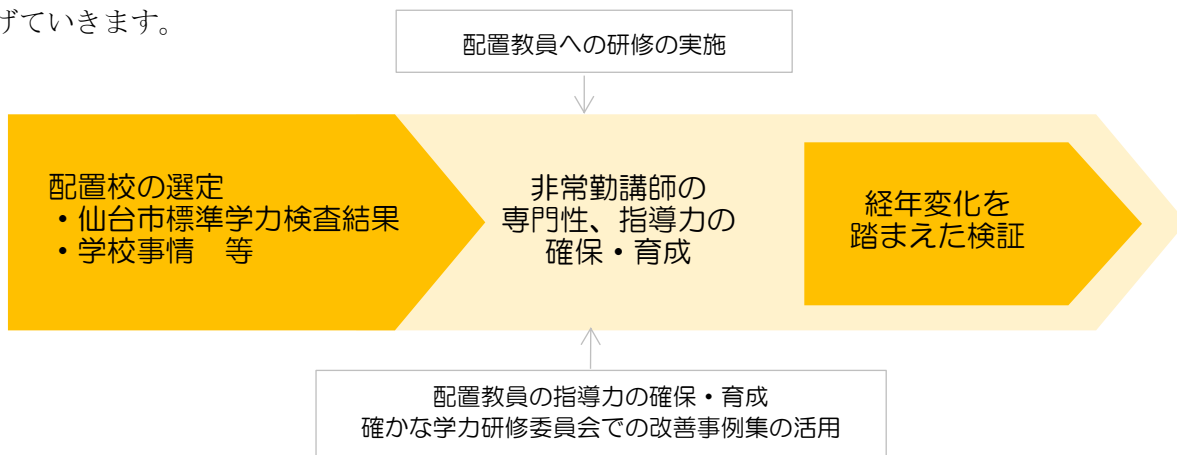 げていきます。
配置教員への研修の実施
配置校の選定
・仙台市標準学力検査結果
・学校事情　等
非常勤講師の
専門性、指導力の
確保・育成
経年変化を
踏まえた検証
配置教員の指導力の確保・育成
確かな学力研修委員会での改善事例集の活用